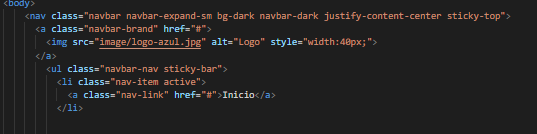 <body>
<nav class="navbar navbar-expand-sm bg-dark navbar-dark justify-content-center sticky-top">
<a class="navbar-brand" href="#">
<img src="image/logo-azul.jpg" alt="Logo" style="width:40px;">
</a>
<ul class="navbar-nav sticky-bar">
<li class="nav-item active">
<a class="nav-link" href="#">Inicio</a>
</li>